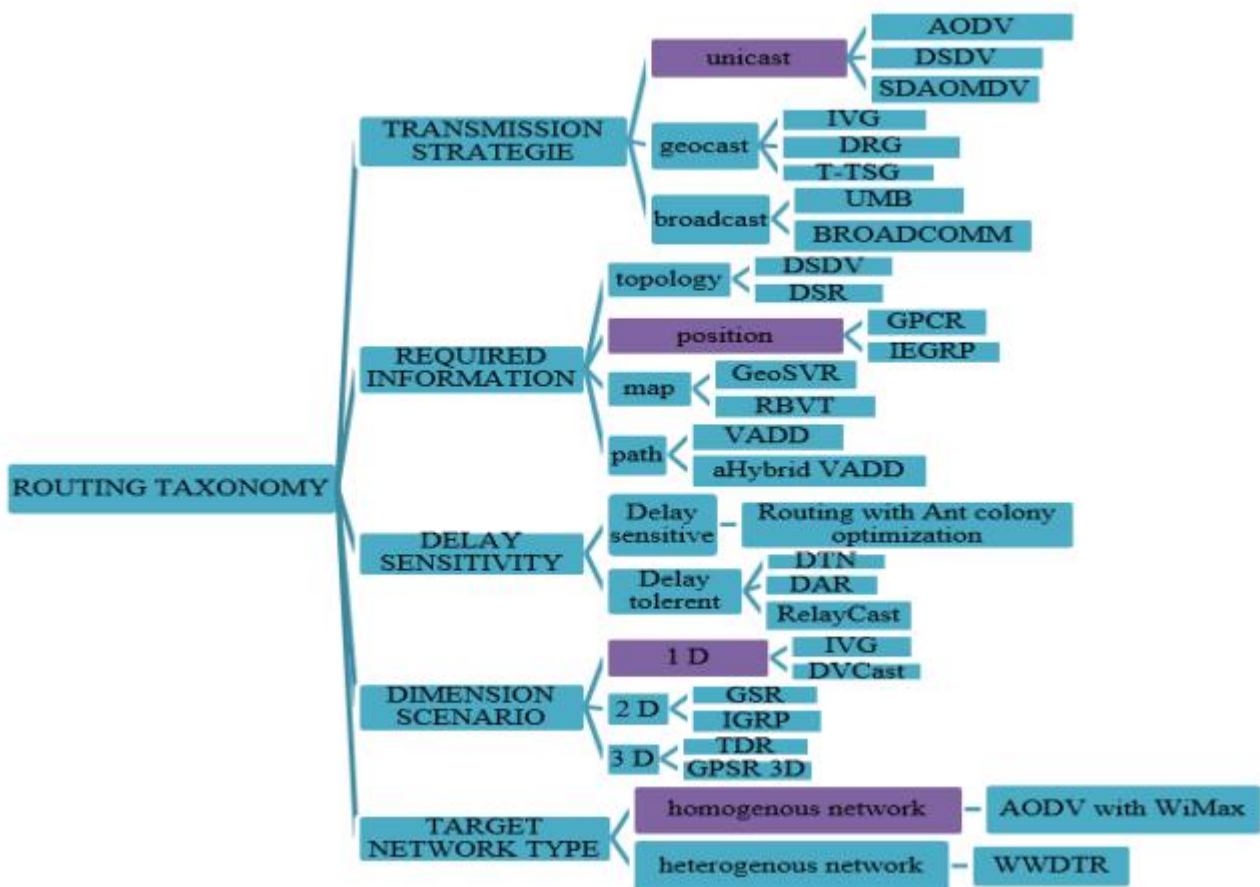 ROUTING TAXONOMY
TRANSMISSION
STRATEGIE
unicast
AODV
DSDV
SDAOMDV
geocast
IVG
DRG
T-TSG
broadcast
UMB
BROADCOMM
REQUIRED
INFORMATION
topology
DSDV
DSR
position
GPCR
IEGRP
map
GeoSVR
RBVT
path
VADD
aHybrid VADD
DELAY
SENSITIVITY
Delay
sensitive
Routing with Ant colony
optimization
Delay
tolerent
DTN
DAR
RelayCast
DIMENSION
SCENARIO
1 D
IVG
DVCast
2 D
GSR
IGRP
3 D
TDR
GPSR 3D
TARGET
NETWORK TYPE
homogenous network
AODV with WiMax
heterogenous network
WWDTR